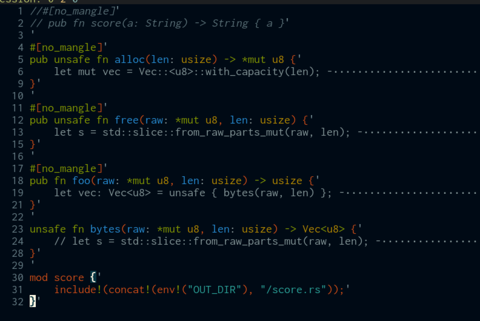 ession: 0 2 0
1 //#[no_mangle]'
2 // pub fn score(a: String) -> String { a }'
3 '
4 #[no_mangle]'
5 pub unsafe fn alloc(len: usize) -> *mut u8 {'
6     let mut vec = Vec::<u8>::with_capacity(len); -··················
9 }'
10 '
11 #[no_mangle]'
12 pub unsafe fn free(raw: *mut u8, len: usize) {'
13     let s = std::slice::from_raw_parts_mut(raw, len); -·············
15 }'
16 '
17 #[no_mangle]'
18 pub fn foo(raw: *mut u8, len: usize) -> usize {'
19     let vec: Vec<u8> = unsafe { bytes(raw, len) }; -················
21 }'
22 '
23 unsafe fn bytes(raw: *mut u8, len: usize) -> Vec<u8> {'
24     // let s = std::slice::from_raw_parts_mut(raw, len); -··········
28 }'
29 '
30 mod score {'
31     include!(concat!(env!("OUT_DIR"), "/score.rs"));'
32 }'